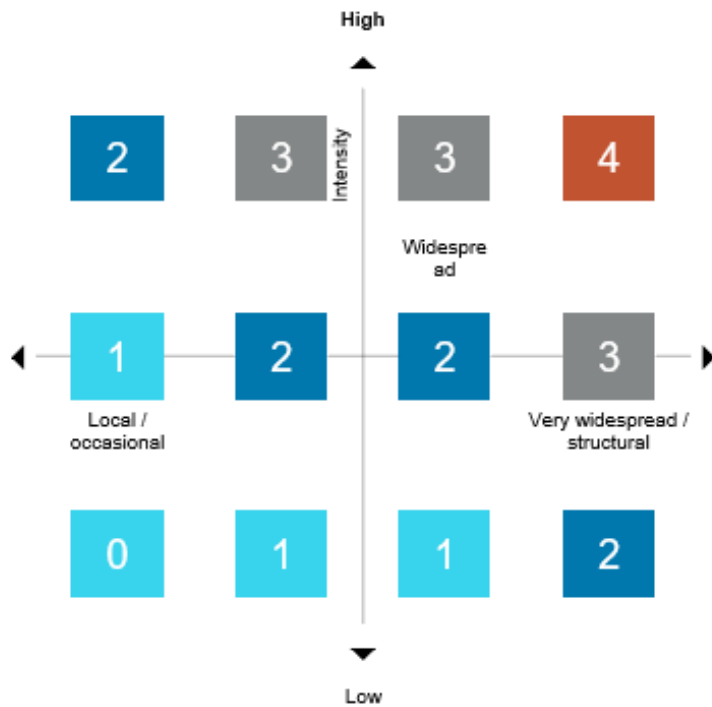 High
2 3 Intensity 3 4
Widespre
ad
1 2 2 3
Local /
occasional
Very widespread /
structural
0 1 1 2
Low